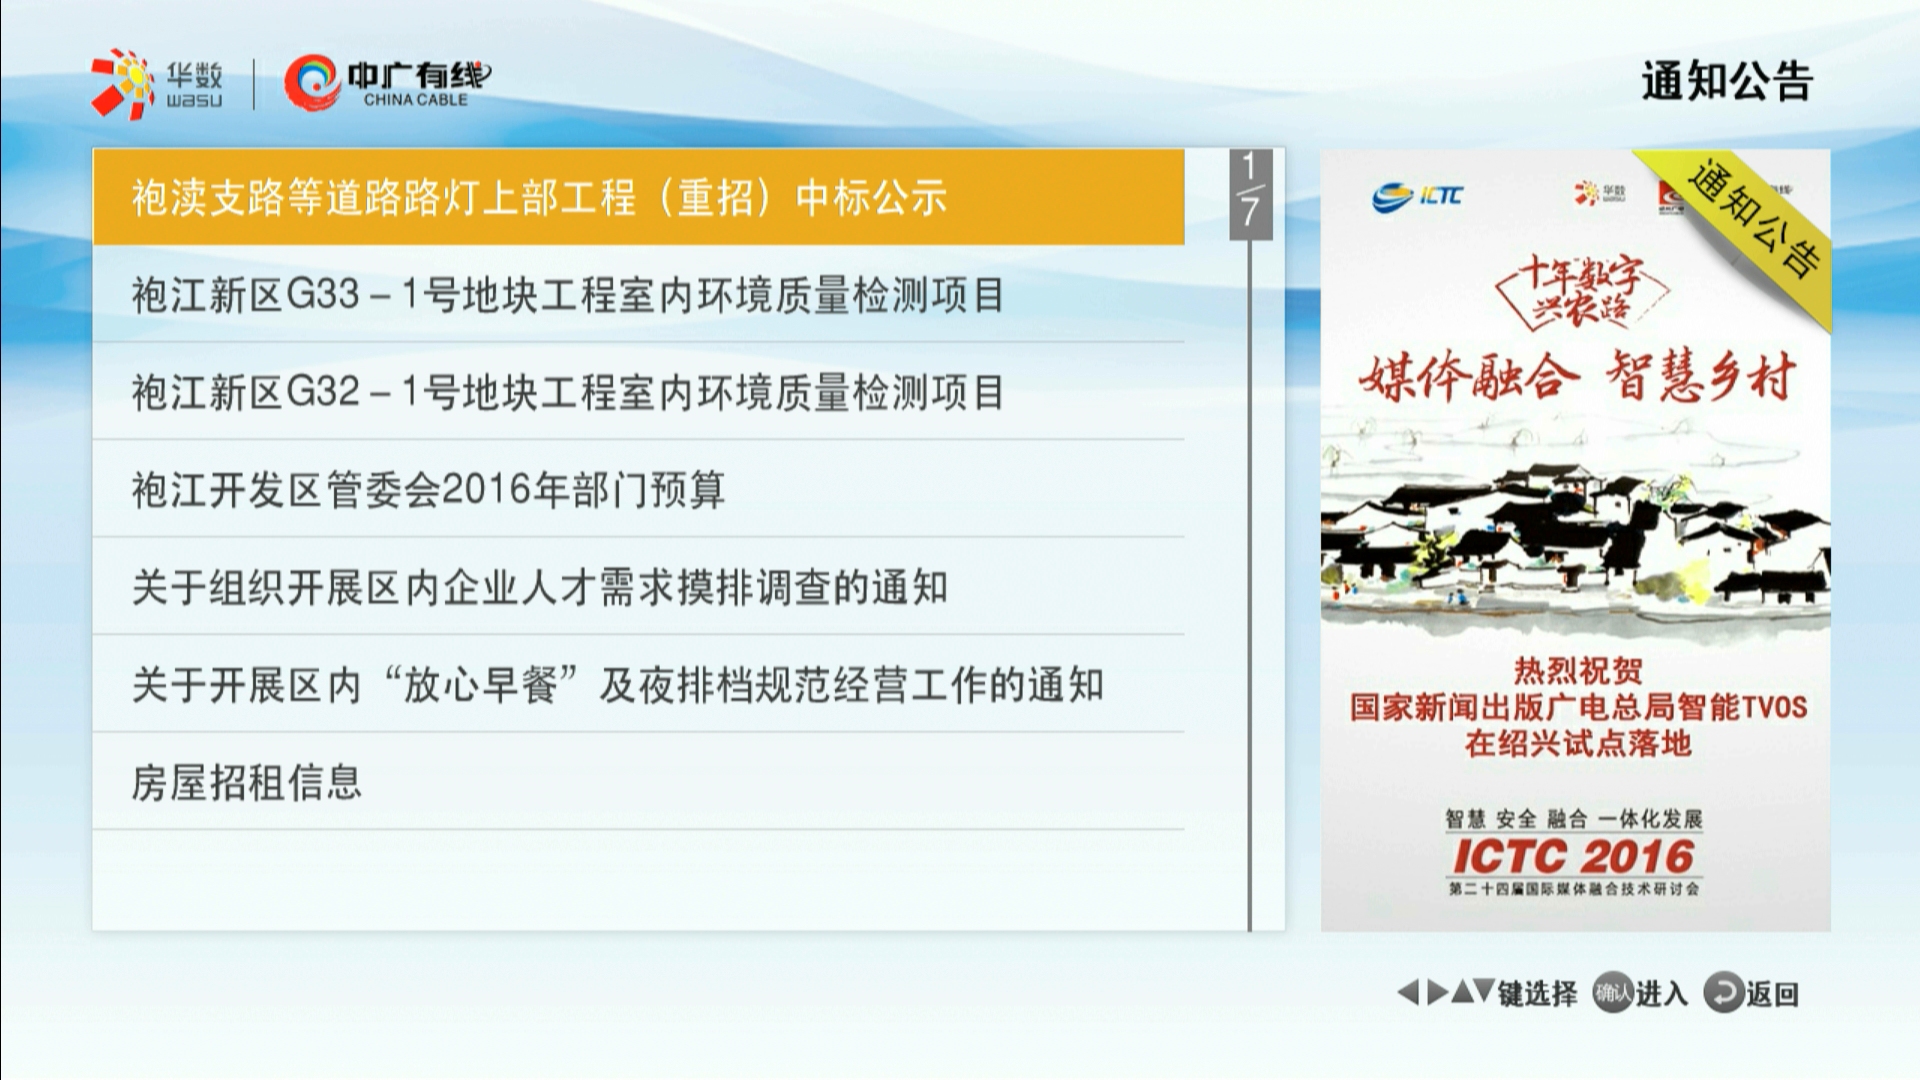 华数
wasu
中广有线
CHINA CABLE
通知公告
袍渎支路等道路路灯上部工程（重招）中标公示
袍江新区G33－1号地块工程室内环境质量检测项目
袍江新区G32－1号地块工程室内环境质量检测项目
袍江开发区管委会2016年部门预算
关于组织开展区内企业人才需求摸排调查的通知
关于开展区内“放心早餐”及夜排档规范经营工作的通知
房屋招租信息
1/7
ICTC
华数
wasu
通知公告
十年数字
兴农路
媒体融合 智慧乡村
热烈祝贺
国家新闻出版广电总局智能TVOS
在绍兴试点落地
智慧 安全 融合 一体化发展
ICTC 2016
第二十四届国际媒体融合技术研讨会
键选择 确认 进入 返回